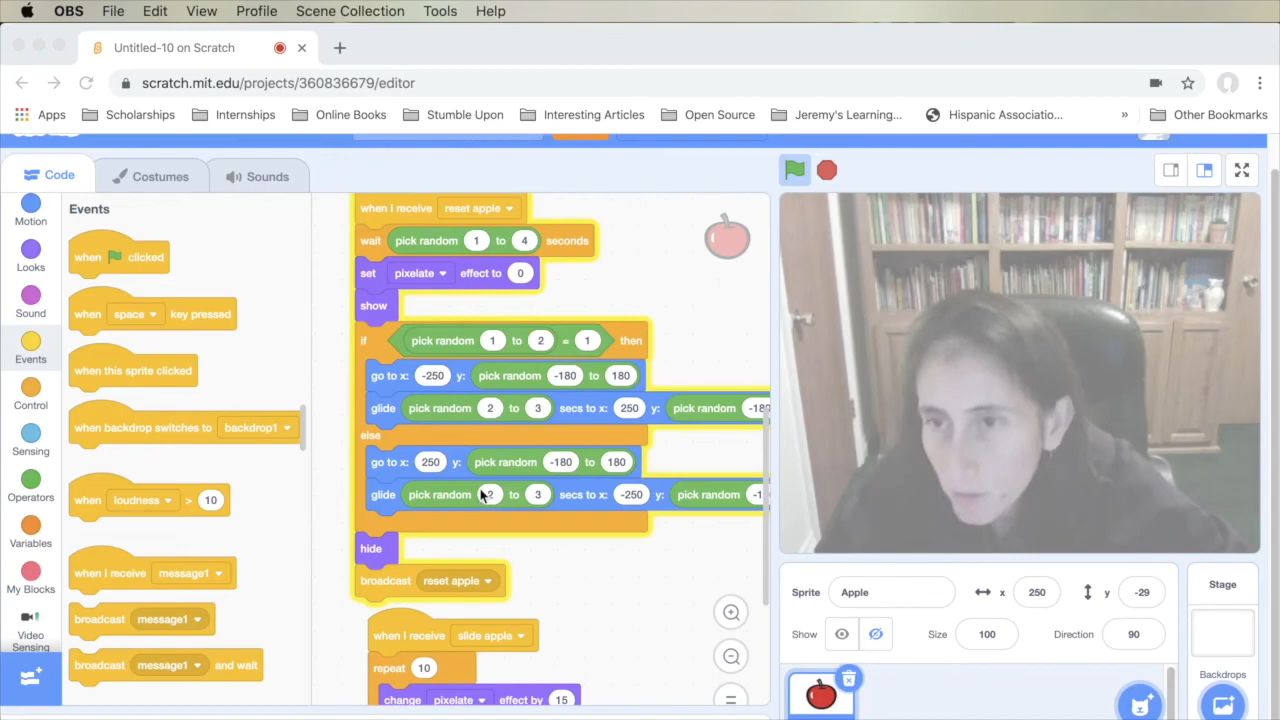 OBS File Edit View Profile Scene Collection Tools Help
Untitled-10 on Scratch
scratch.mit.edu/projects/360836679/editor
Apps Scholarships Internships Online Books Stumble Upon Interesting Articles Open Source Jeremy's Learning... Hispanic Associatio... » Other Bookmarks
Code Costumes Sounds
Motion
Looks
Sound
Events
Control
Sensing
Operators
Variables
My Blocks
Video
Sensing
Events
when clicked
when space key pressed
when this sprite clicked
when backdrop switches to backdrop1
when loudness > 10
when I receive message1
broadcast message1
broadcast message1 and wait
when I receive reset apple
wait pick random 1 to 4 seconds
set pixelate effect to 0
show
if pick random 1 to 2 = 1 then
go to x: -250 y: pick random -180 to 180
glide pick random 2 to 3 secs to x: 250 y: pick random
else
go to x: 250 y: pick random -180 to 180
glide pick random 2 to 3 secs to x: -250 y: pick random
hide
broadcast reset apple
when I receive slide apple
repeat 10
change pixelate effect by 15
Sprite Apple x 250 y -29
Show Size 100 Direction 90
Stage
Backdrops